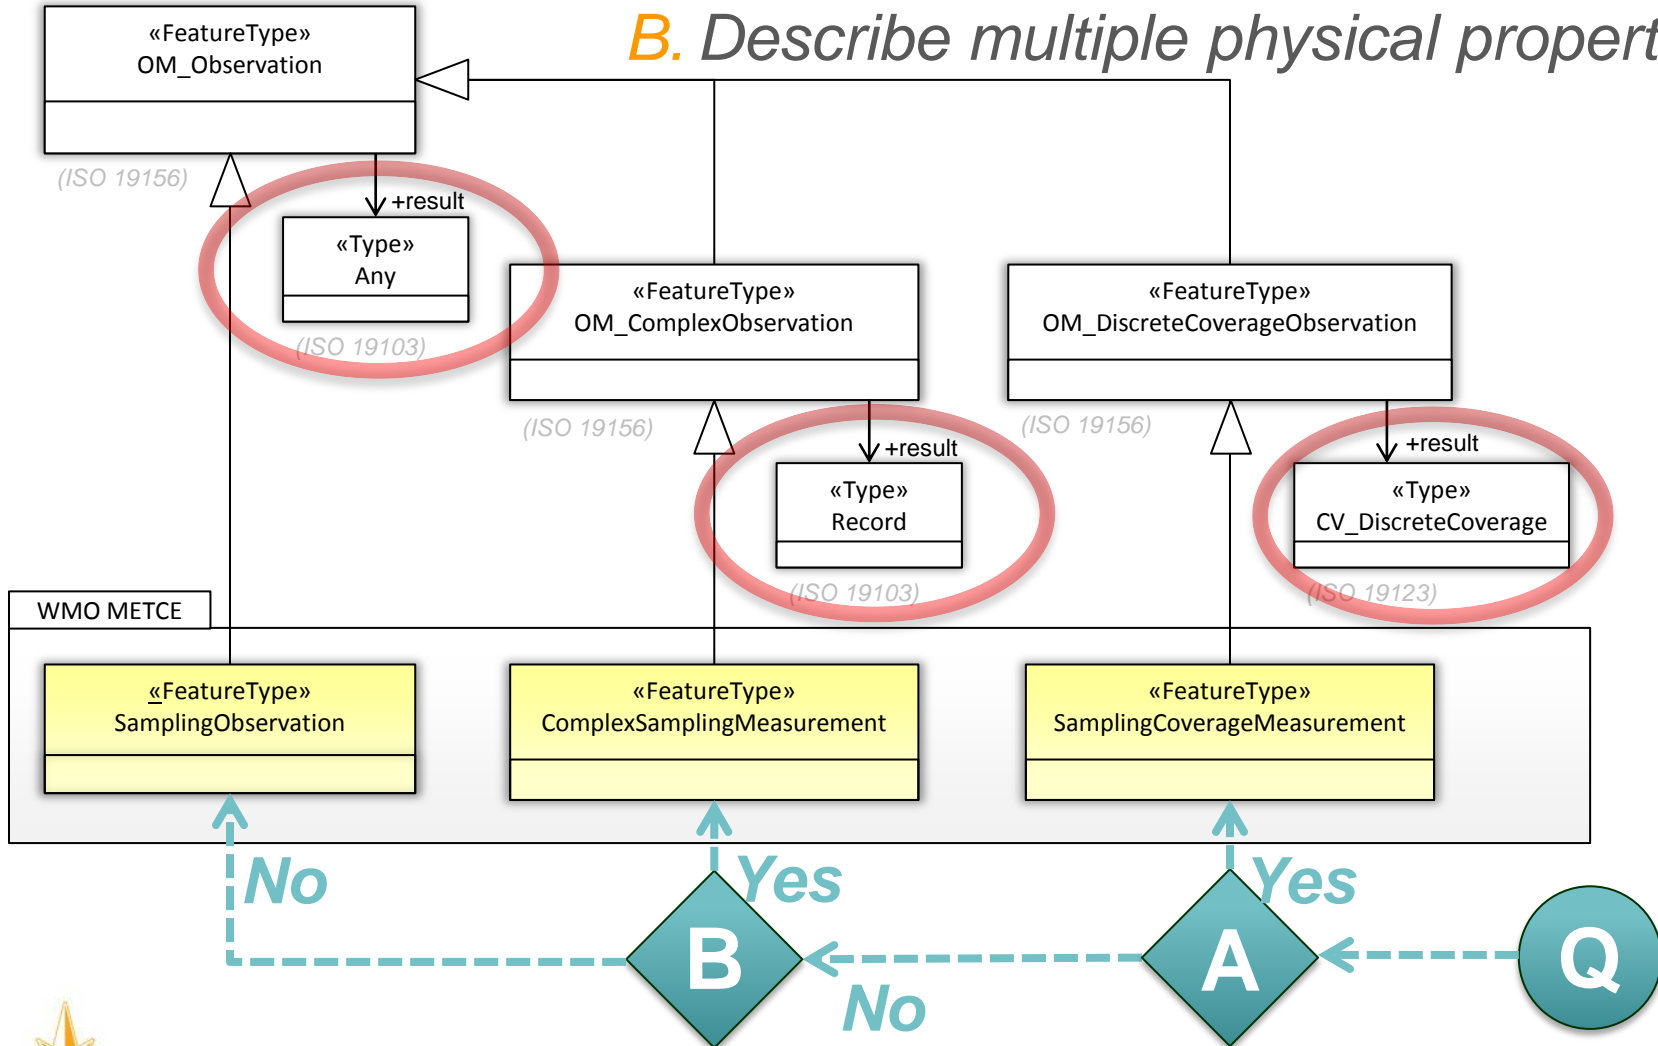 B. Describe multiple physical propert
«FeatureType»
OM_Observation
(ISO 19156)
+result
«Type»
Any
(ISO 19103)
«FeatureType»
OM_ComplexObservation
(ISO 19156)
+result
«Type»
Record
(ISO 19103)
«FeatureType»
OM_DiscreteCoverageObservation
(ISO 19156)
+result
«Type»
CV_DiscreteCoverage
(ISO 19123)
WMO METCE
«FeatureType»
SamplingObservation
«FeatureType»
ComplexSamplingMeasurement
«FeatureType»
SamplingCoverageMeasurement
No
Yes
Yes
B
A
Q
No